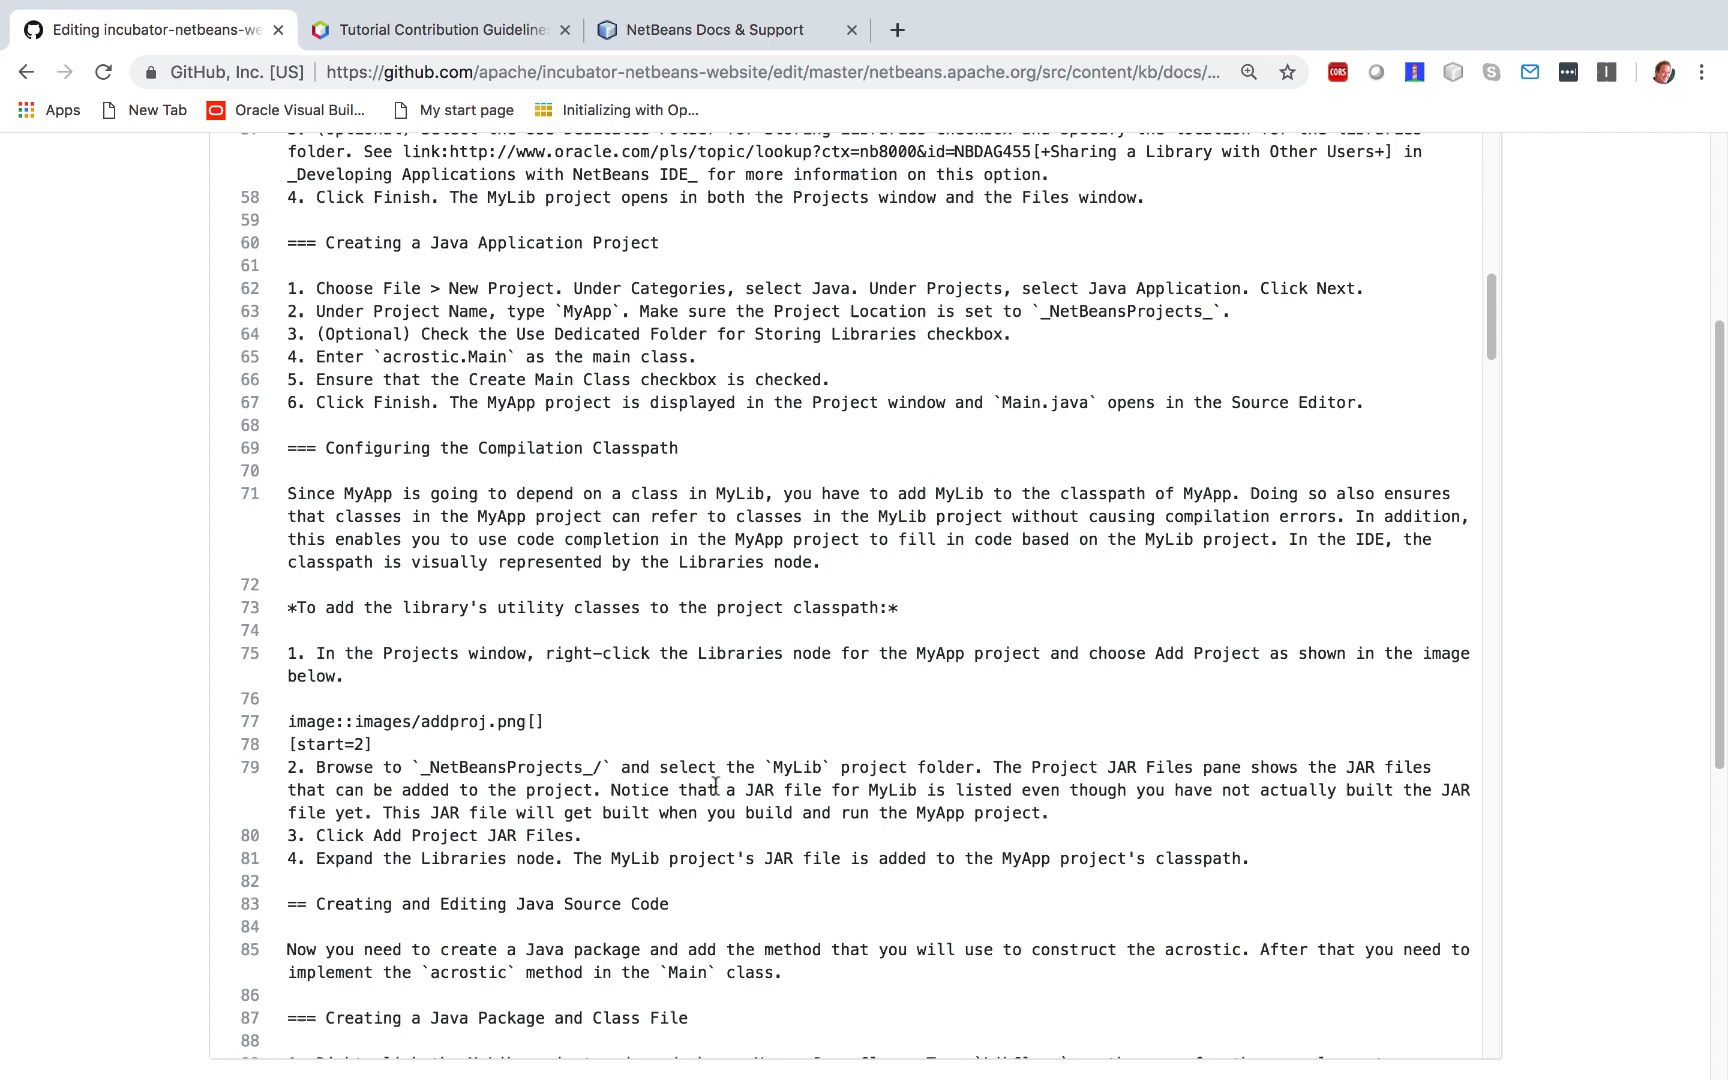 Editing incubator-netbeans-we
Tutorial Contribution Guideline
NetBeans Docs & Support
GitHub, Inc. [US]
https://github.com/apache/incubator-netbeans-website/edit/master/netbeans.apache.org/src/content/kb/docs/...
CORS
Apps
New Tab
Oracle Visual Buil...
My start page
Initializing with Op...
folder. See link:http://www.oracle.com/pls/topic/lookup?ctx=nb8000&id=NBDAG455[+Sharing a Library with Other Users+] in
_Developing Applications with NetBeans IDE_ for more information on this option.
58 4. Click Finish. The MyLib project opens in both the Projects window and the Files window.
59
60 === Creating a Java Application Project
61
62 1. Choose File > New Project. Under Categories, select Java. Under Projects, select Java Application. Click Next.
63 2. Under Project Name, type `MyApp`. Make sure the Project Location is set to `_NetBeansProjects_`.
64 3. (Optional) Check the Use Dedicated Folder for Storing Libraries checkbox.
65 4. Enter `acrostic.Main` as the main class.
66 5. Ensure that the Create Main Class checkbox is checked.
67 6. Click Finish. The MyApp project is displayed in the Project window and `Main.java` opens in the Source Editor.
68
69 === Configuring the Compilation Classpath
70
71 Since MyApp is going to depend on a class in MyLib, you have to add MyLib to the classpath of MyApp. Doing so also ensures
that classes in the MyApp project can refer to classes in the MyLib project without causing compilation errors. In addition,
this enables you to use code completion in the MyApp project to fill in code based on the MyLib project. In the IDE, the
classpath is visually represented by the Libraries node.
72
73 *To add the library's utility classes to the project classpath:*
74
75 1. In the Projects window, right-click the Libraries node for the MyApp project and choose Add Project as shown in the image
below.
76
77 image::images/addproj.png[]
78 [start=2]
79 2. Browse to `_NetBeansProjects_/` and select the `MyLib` project folder. The Project JAR Files pane shows the JAR files
that can be added to the project. Notice that a JAR file for MyLib is listed even though you have not actually built the JAR
file yet. This JAR file will get built when you build and run the MyApp project.
80 3. Click Add Project JAR Files.
81 4. Expand the Libraries node. The MyLib project's JAR file is added to the MyApp project's classpath.
82
83 == Creating and Editing Java Source Code
84
85 Now you need to create a Java package and add the method that you will use to construct the acrostic. After that you need to
implement the `acrostic` method in the `Main` class.
86
87 === Creating a Java Package and Class File
88